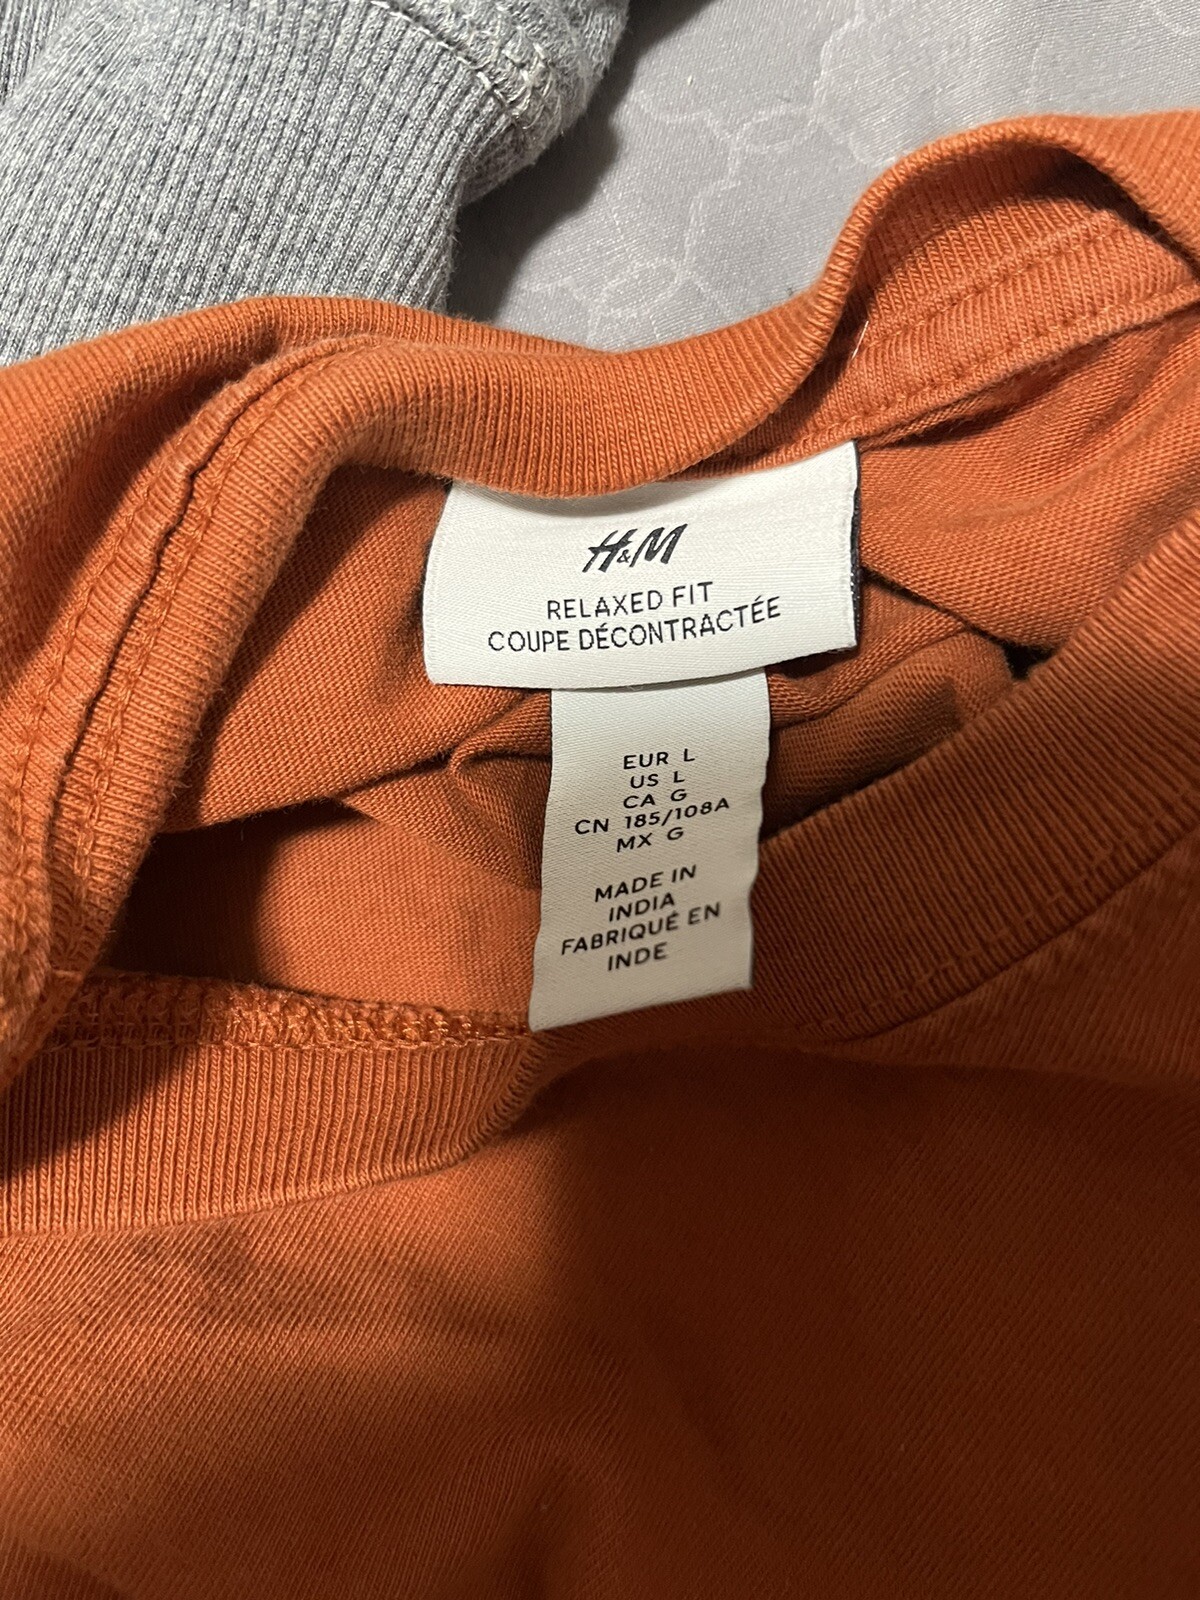 H&M
RELAXED FIT
COUPE DÉCONTRACTÉE
EUR L
US L
CA G
CN 185/108A
MX G
MADE IN
INDIA
FABRIQUÉ EN
INDE